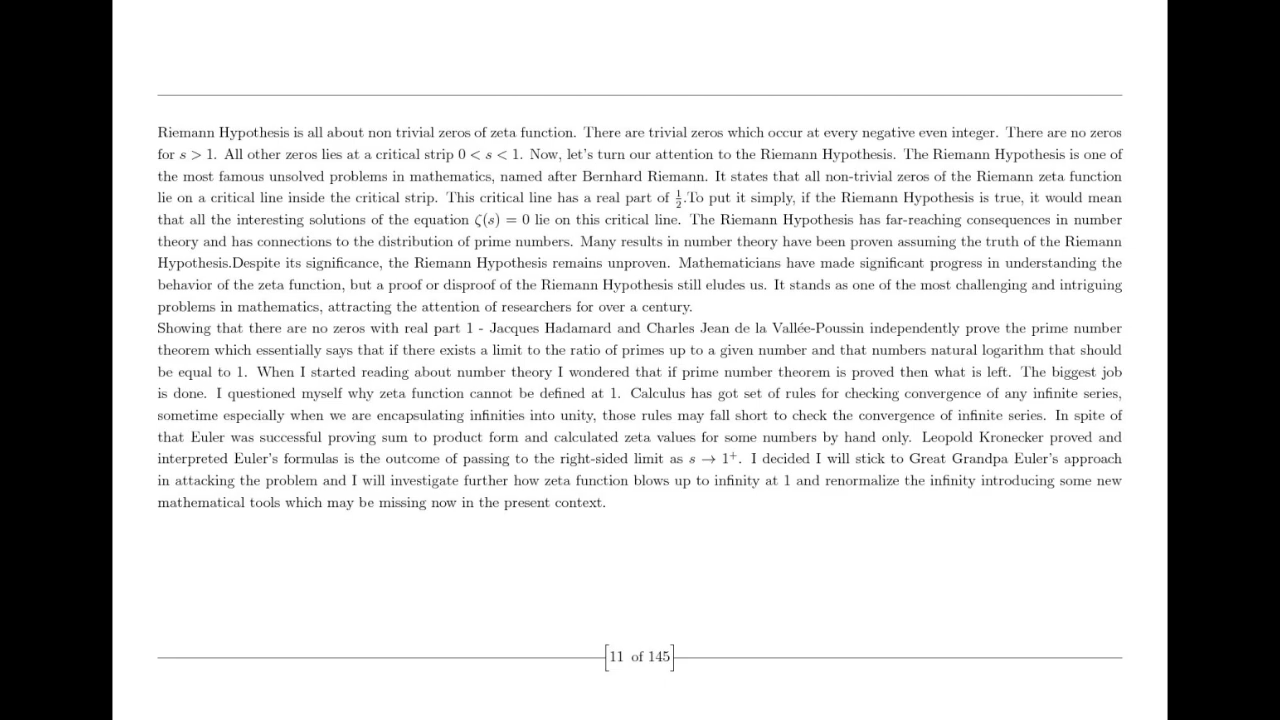 Riemann Hypothesis is all about non trivial zeros of zeta function. There are trivial zeros which occur at every negative even integer. There are no zeros
for s > 1. All other zeros lies at a critical strip 0 < s < 1. Now, let's turn our attention to the Riemann Hypothesis. The Riemann Hypothesis is one of
the most famous unsolved problems in mathematics, named after Bernhard Riemann. It states that all non-trivial zeros of the Riemann zeta function
lie on a critical line inside the critical strip. This critical line has a real part of 1/2.To put it simply, if the Riemann Hypothesis is true, it would mean
that all the interesting solutions of the equation ζ(s) = 0 lie on this critical line. The Riemann Hypothesis has far-reaching consequences in number
theory and has connections to the distribution of prime numbers. Many results in number theory have been proven assuming the truth of the Riemann
Hypothesis.Despite its significance, the Riemann Hypothesis remains unproven. Mathematicians have made significant progress in understanding the
behavior of the zeta function, but a proof or disproof of the Riemann Hypothesis still eludes us. It stands as one of the most challenging and intriguing
problems in mathematics, attracting the attention of researchers for over a century.
Showing that there are no zeros with real part 1 - Jacques Hadamard and Charles Jean de la Vallée-Poussin independently prove the prime number
theorem which essentially says that if there exists a limit to the ratio of primes up to a given number and that numbers natural logarithm that should
be equal to 1. When I started reading about number theory I wondered that if prime number theorem is proved then what is left. The biggest job
is done. I questioned myself why zeta function cannot be defined at 1. Calculus has got set of rules for checking convergence of any infinite series,
sometime especially when we are encapsulating infinities into unity, those rules may fall short to check the convergence of infinite series. In spite of
that Euler was successful proving sum to product form and calculated zeta values for some numbers by hand only. Leopold Kronecker proved and
interpreted Euler's formulas is the outcome of passing to the right-sided limit as s → 1⁺. I decided I will stick to Great Grandpa Euler's approach
in attacking the problem and I will investigate further how zeta function blows up to infinity at 1 and renormalize the infinity introducing some new
mathematical tools which may be missing now in the present context.
[11 of 145]